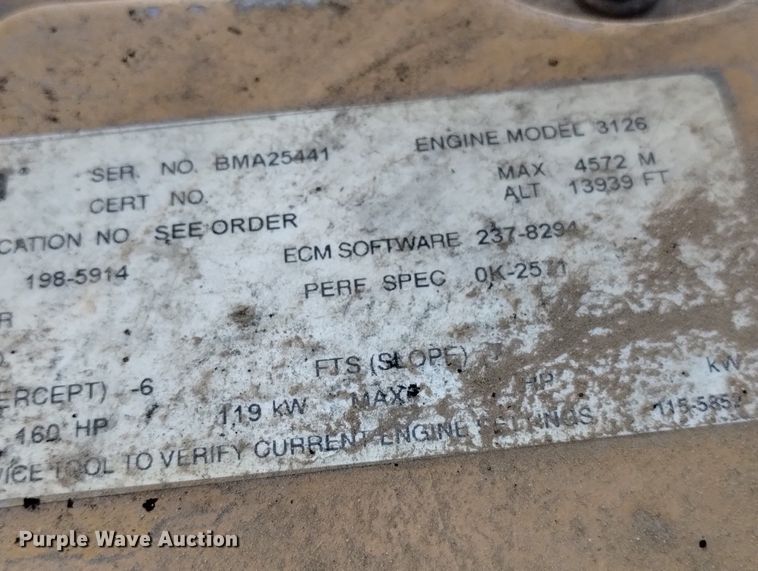 SER. NO. BMA25441 ENGINE MODEL 3126
CERT NO. MAX 4572 M
ALT 13939 FT
CATION NO SEE ORDER
198-5914 ECM SOFTWARE 237-8294
PERF SPEC 0K-2571
R
FTS (SLOPE)
ERCEPT) -6
160 HP 119 kW MAX HP kW
VICE TOOL TO VERIFY CURRENT ENGINE 115-585
Purple Wave Auction